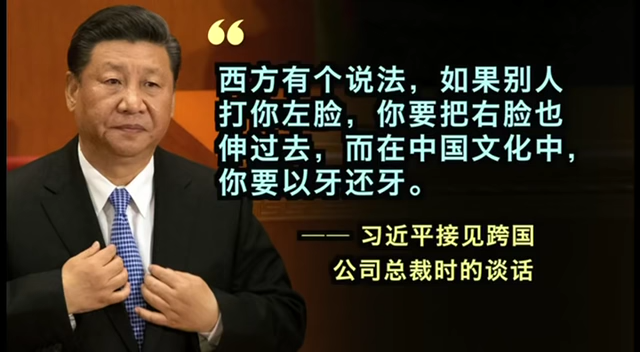 “
西方有个说法，如果别人
打你左脸，你要把右脸也
伸过去，而在中国文化中，
你要以牙还牙。
—— 习近平接见跨国
公司总裁时的谈话